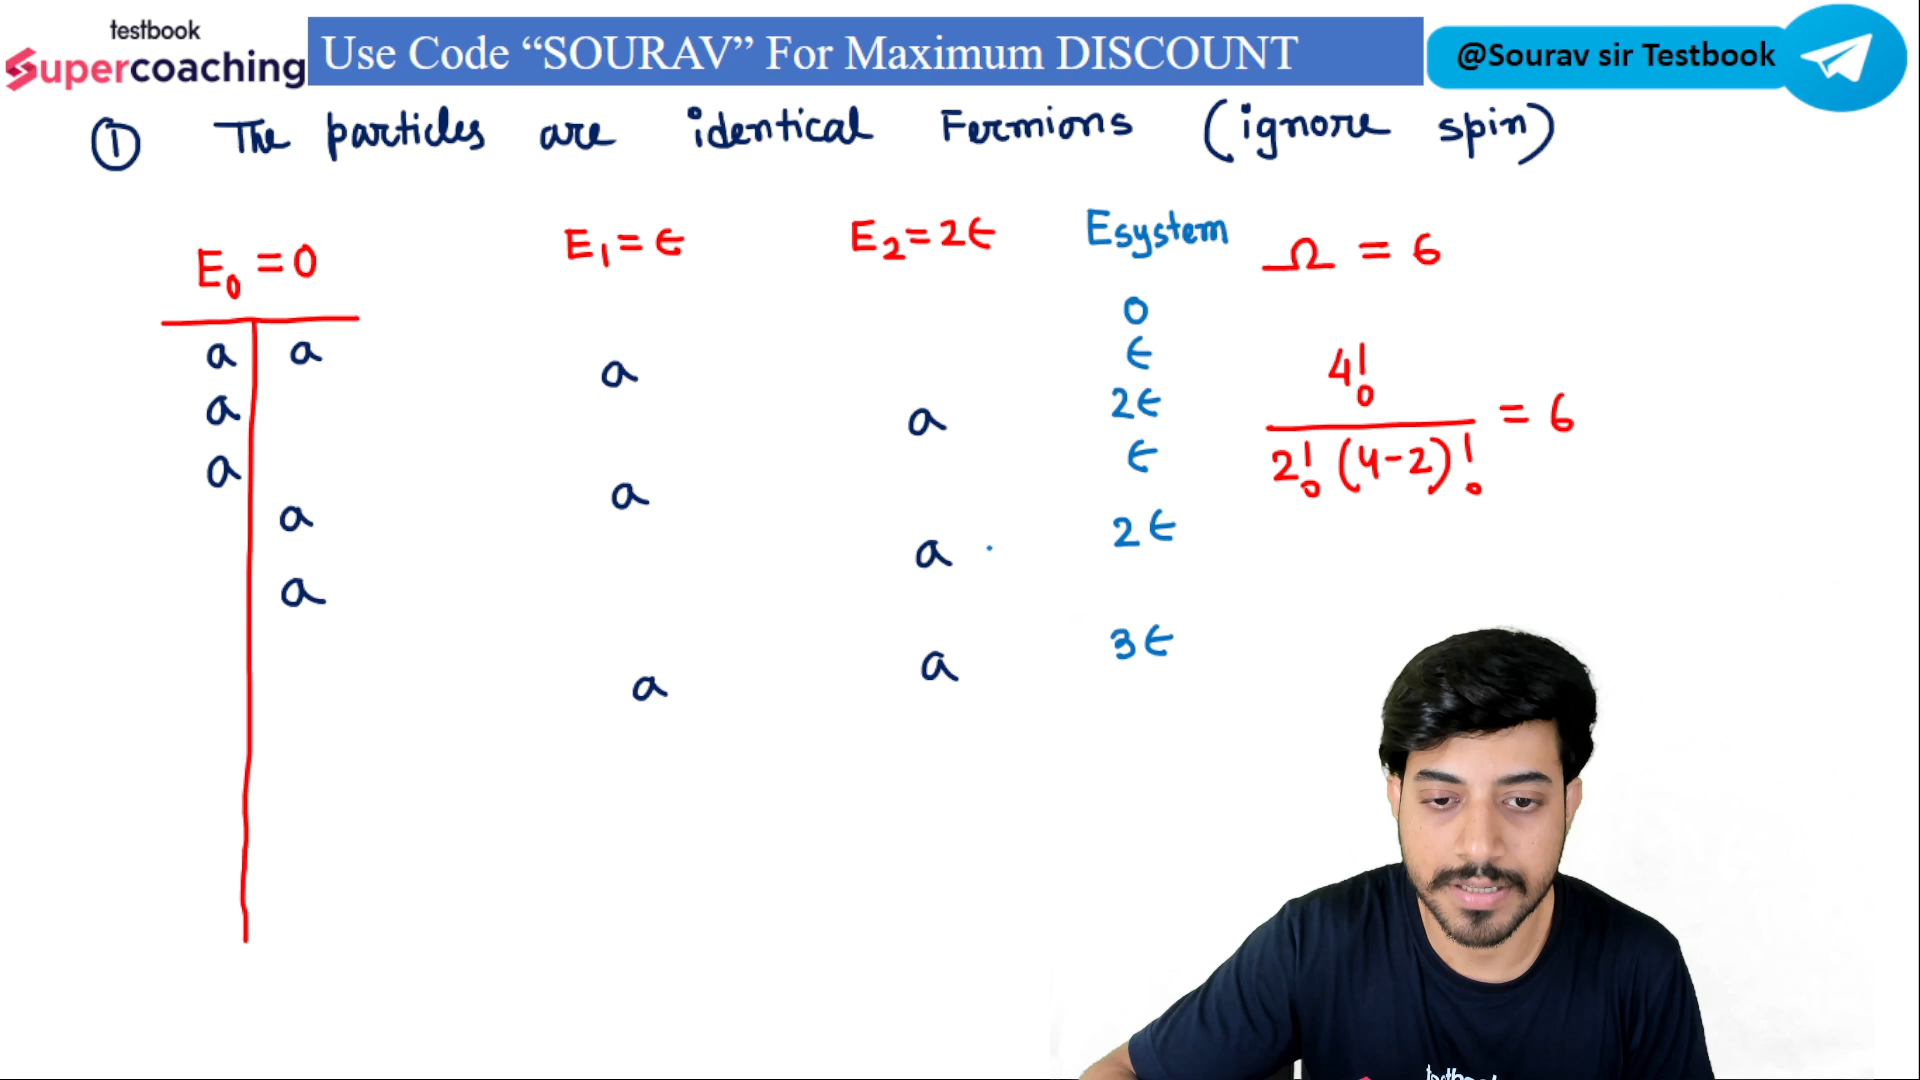 testbook
Supercoaching
Use Code “SOURAV” For Maximum DISCOUNT
@Sourav sir Testbook
① The particles are identical Fermions (ignore spin)
E₀ = 0 E₁ = ϵ E₂ = 2ϵ Esystem Ω = 6
0
a a ϵ
a a 2ϵ
a a ϵ
a a 2ϵ
a a
a a 3ϵ
4!
2! (4-2)! = 6